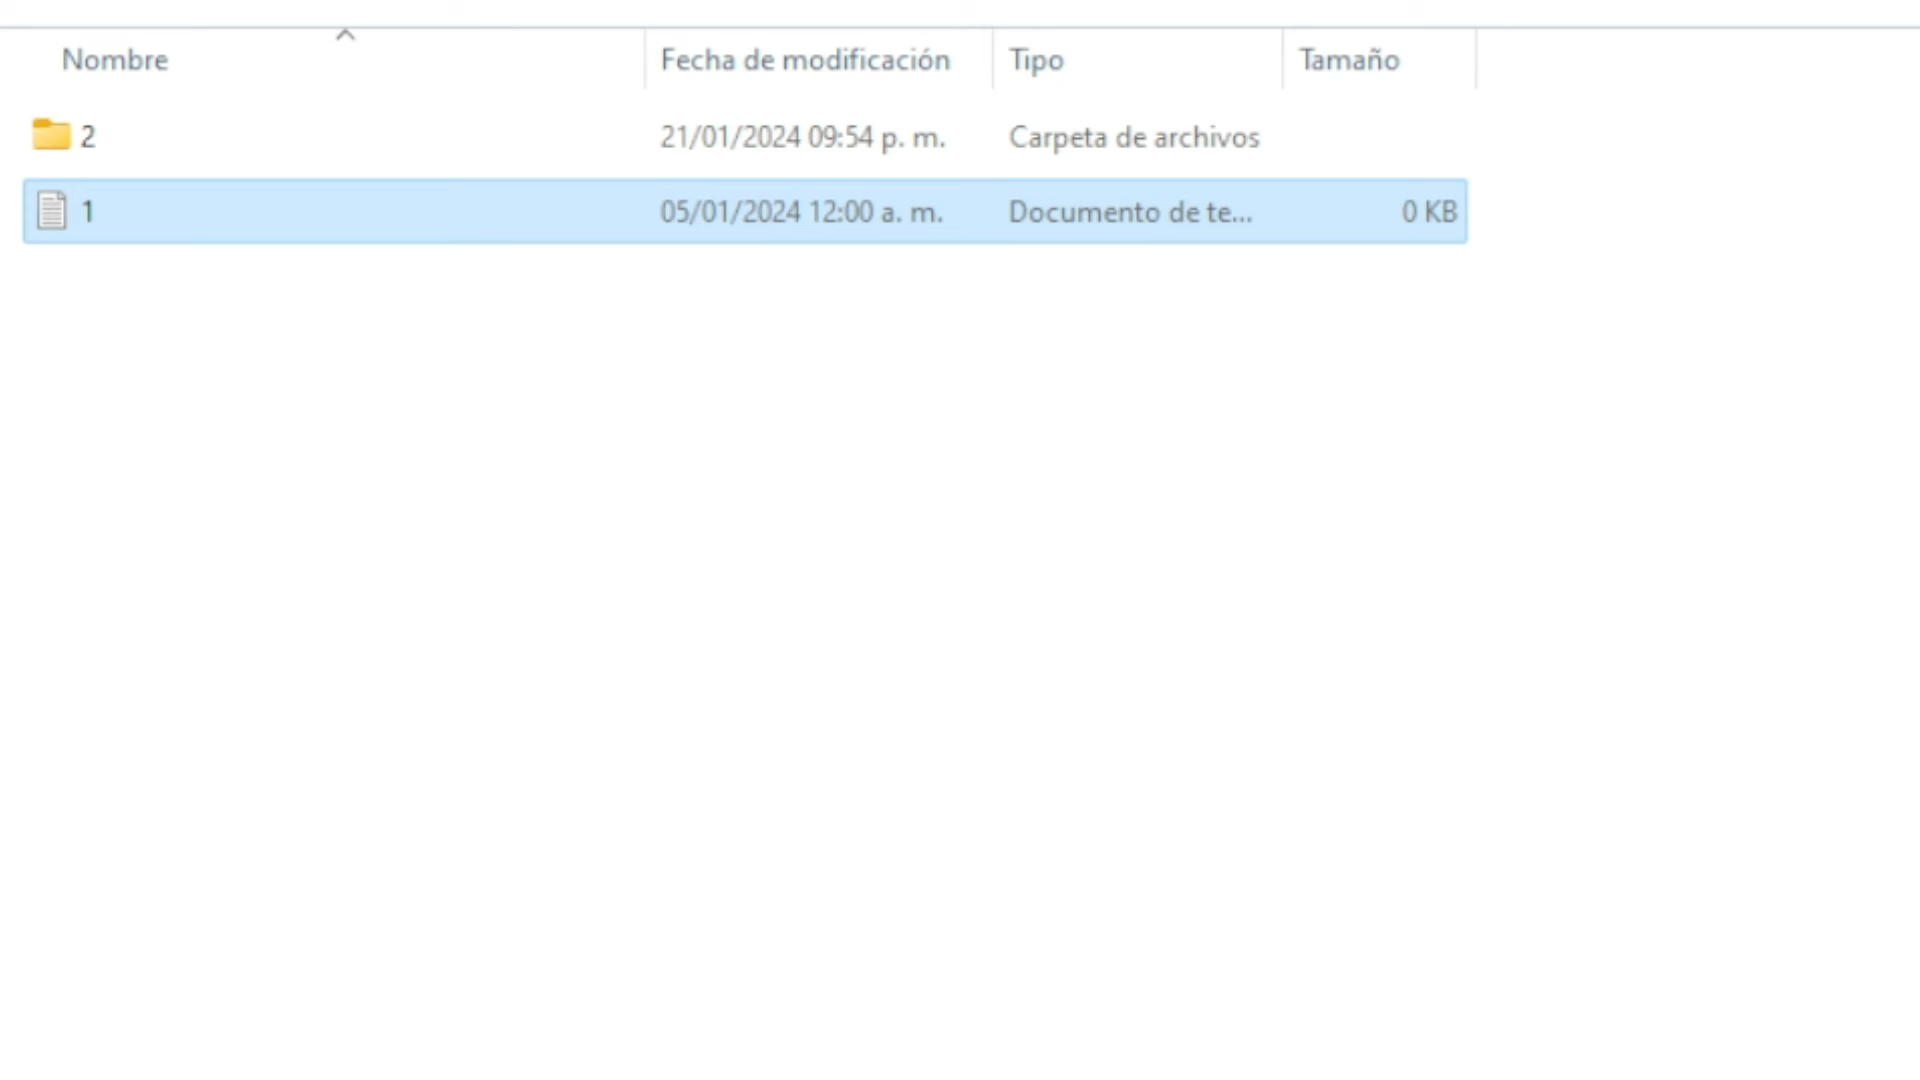 Nombre Fecha de modificación Tipo Tamaño
2 21/01/2024 09:54 p. m. Carpeta de archivos
1 05/01/2024 12:00 a. m. Documento de te... 0 KB